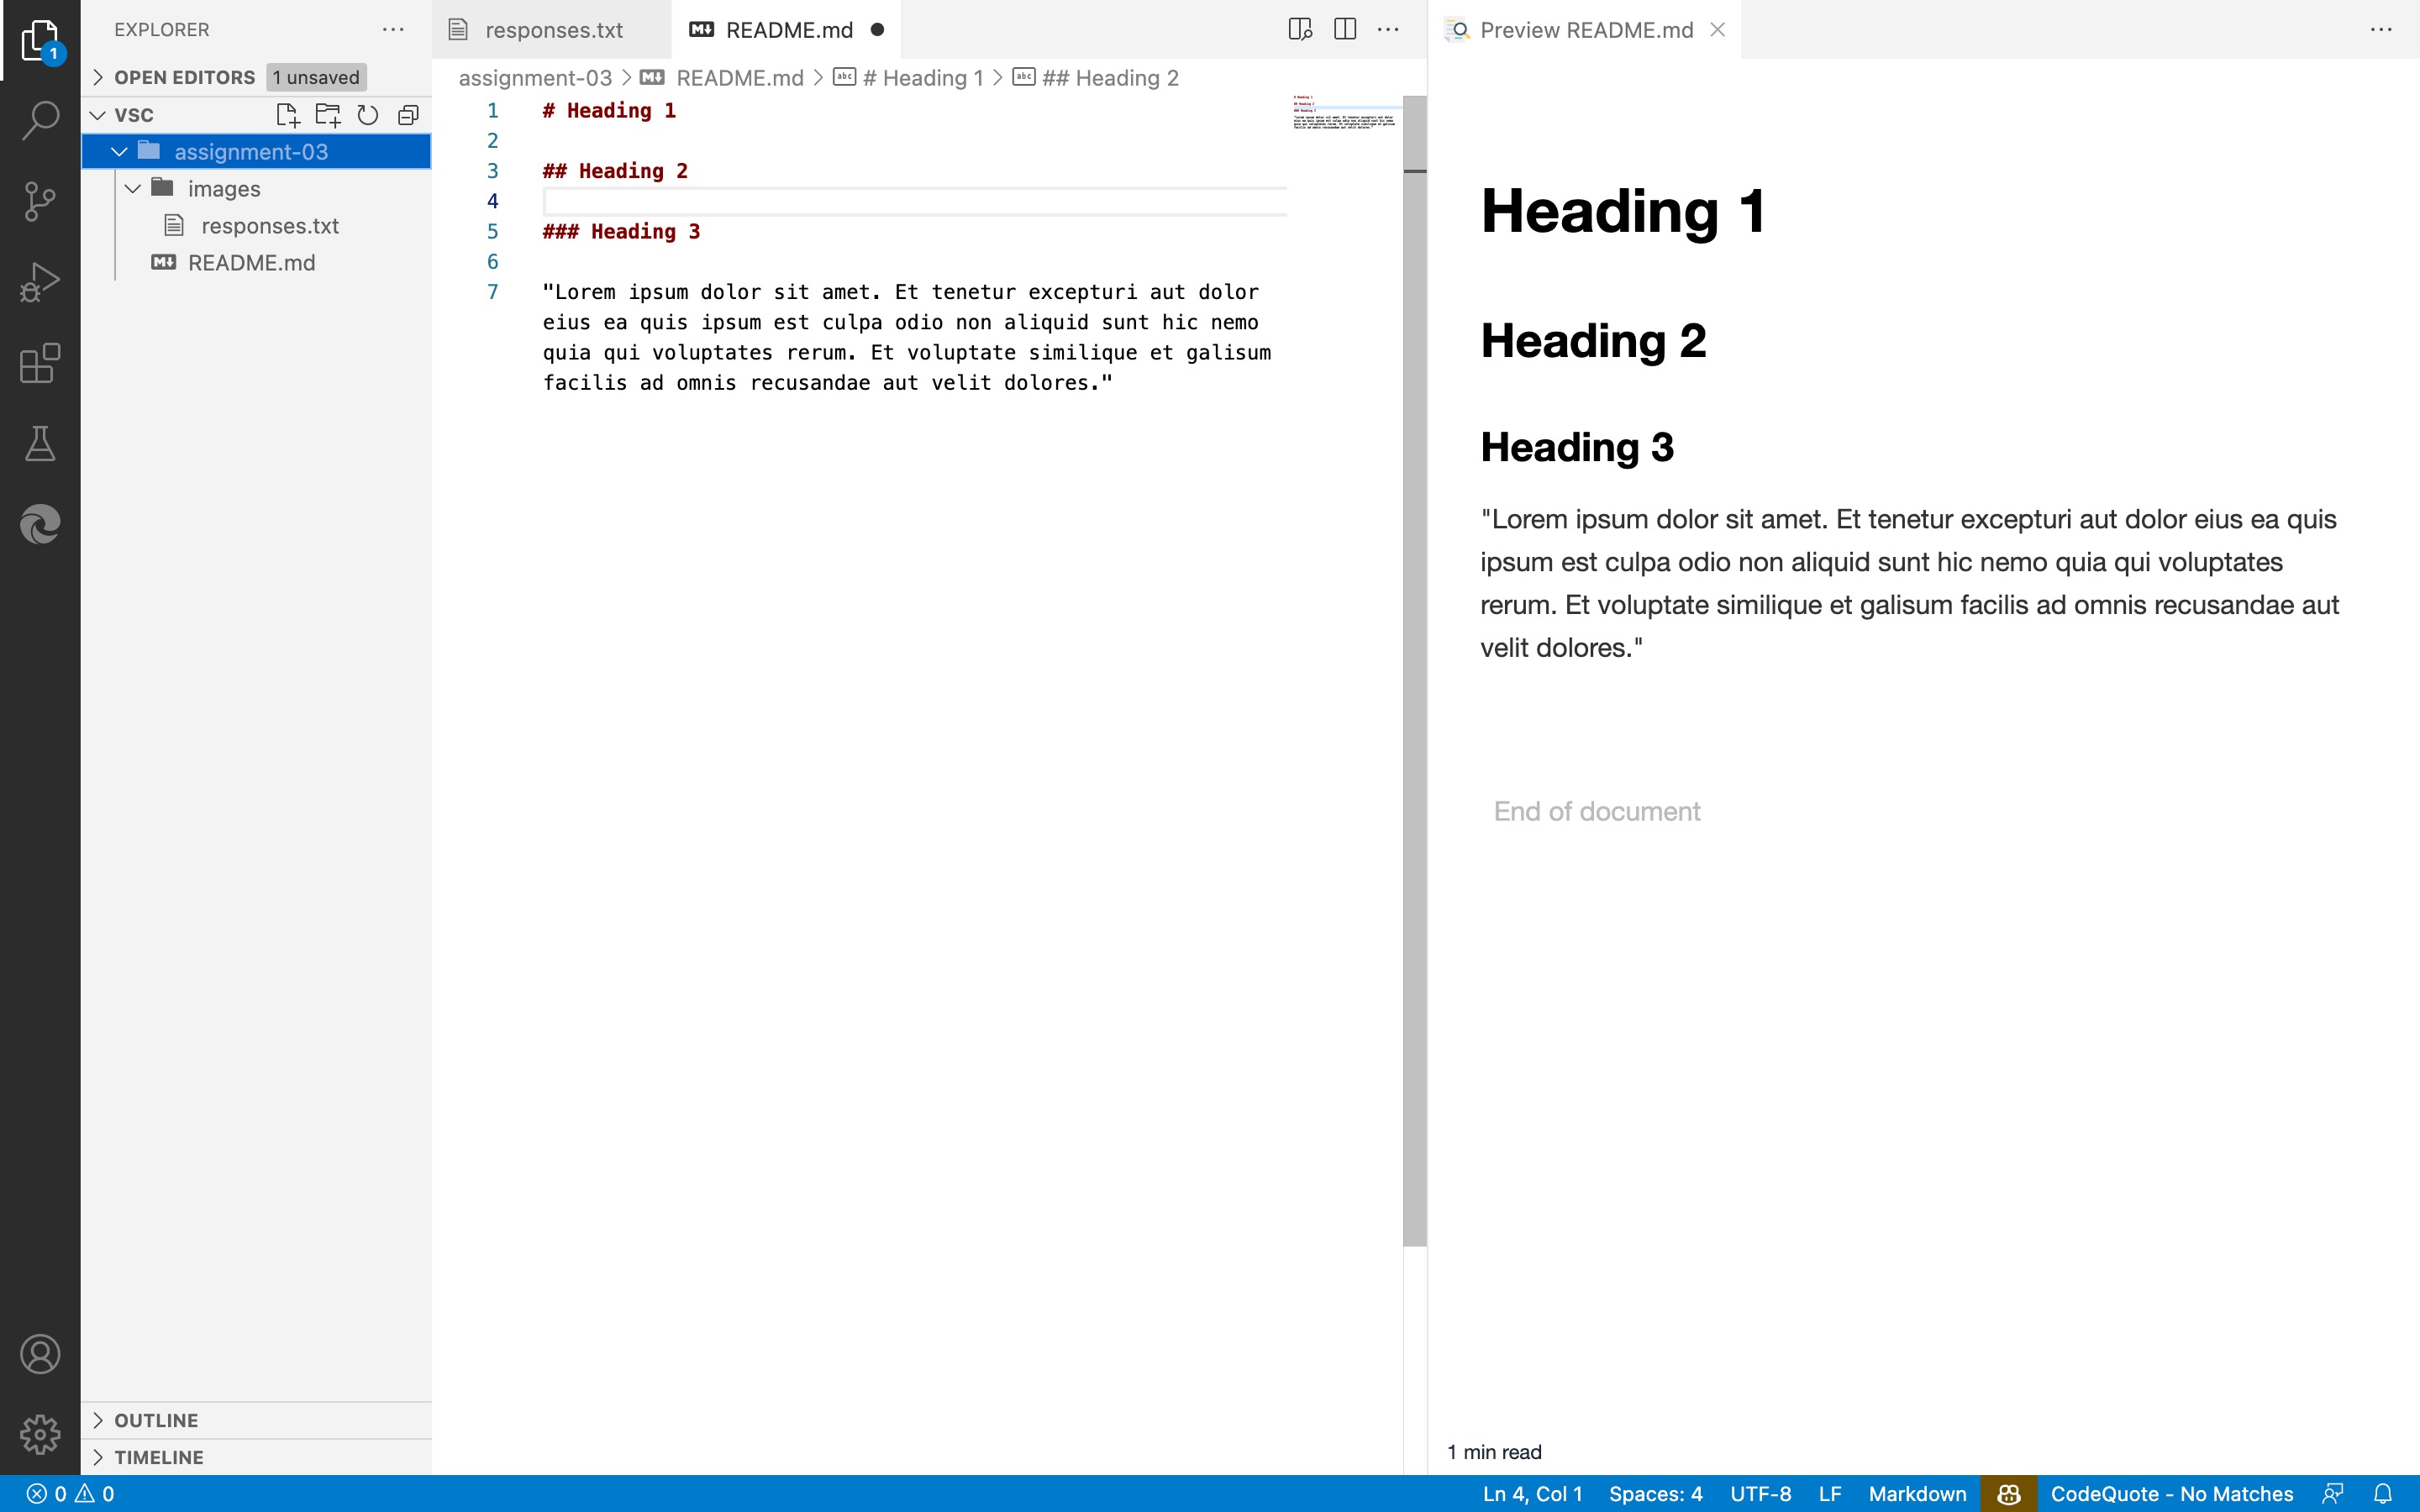 EXPLORER
1
OPEN EDITORS 1 unsaved
VSC
assignment-03
images
responses.txt
README.md
OUTLINE
TIMELINE
responses.txt README.md
assignment-03 > README.md > # Heading 1 > ## Heading 2
1 # Heading 1
2
3 ## Heading 2
4
5 ### Heading 3
6
7 "Lorem ipsum dolor sit amet. Et tenetur excepturi aut dolor
eius ea quis ipsum est culpa odio non aliquid sunt hic nemo
quia qui voluptates rerum. Et voluptate similique et galisum
facilis ad omnis recusandae aut velit dolores."
Preview README.md
Heading 1
Heading 2
Heading 3
"Lorem ipsum dolor sit amet. Et tenetur excepturi aut dolor eius ea quis
ipsum est culpa odio non aliquid sunt hic nemo quia qui voluptates
rerum. Et voluptate similique et galisum facilis ad omnis recusandae aut
velit dolores."
End of document
1 min read
0 0 Ln 4, Col 1 Spaces: 4 UTF-8 LF Markdown CodeQuote - No Matches